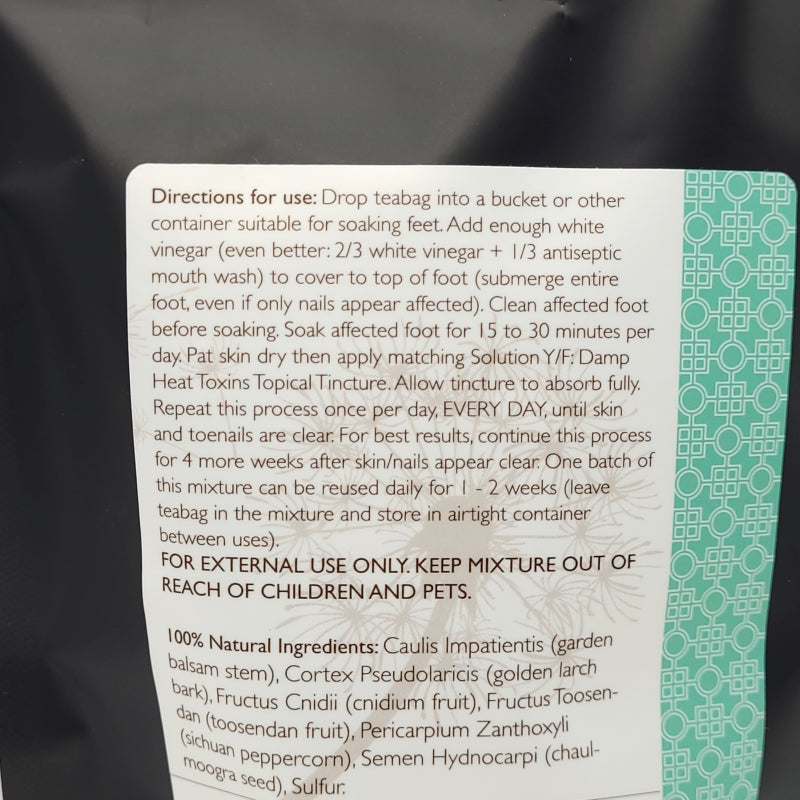 Directions for use: Drop teabag into a bucket or other
container suitable for soaking feet. Add enough white
vinegar (even better: 2/3 white vinegar + 1/3 antiseptic
mouth wash) to cover to top of foot (submerge entire
foot, even if only nails appear affected). Clean affected foot
before soaking. Soak affected foot for 15 to 30 minutes per
day. Pat skin dry then apply matching Solution Y/F: Damp
Heat Toxins Topical Tincture. Allow tincture to absorb fully.
Repeat this process once per day, EVERY DAY, until skin
and toenails are clear. For best results, continue this process
for 4 more weeks after skin/nails appear clear. One batch of
this mixture can be reused daily for 1 - 2 weeks (leave
teabag in the mixture and store in airtight container
between uses).
FOR EXTERNAL USE ONLY. KEEP MIXTURE OUT OF
REACH OF CHILDREN AND PETS.
100% Natural Ingredients: Caulis Impatientis (garden
balsam stem), Cortex Pseudolaricis (golden larch
bark), Fructus Cnidii (cnidium fruit), Fructus Toosen-
dan (toosendan fruit), Pericarpium Zanthoxyli
(sichuan peppercorn), Semen Hydnocarpi (chaul-
moogra seed), Sulfur.